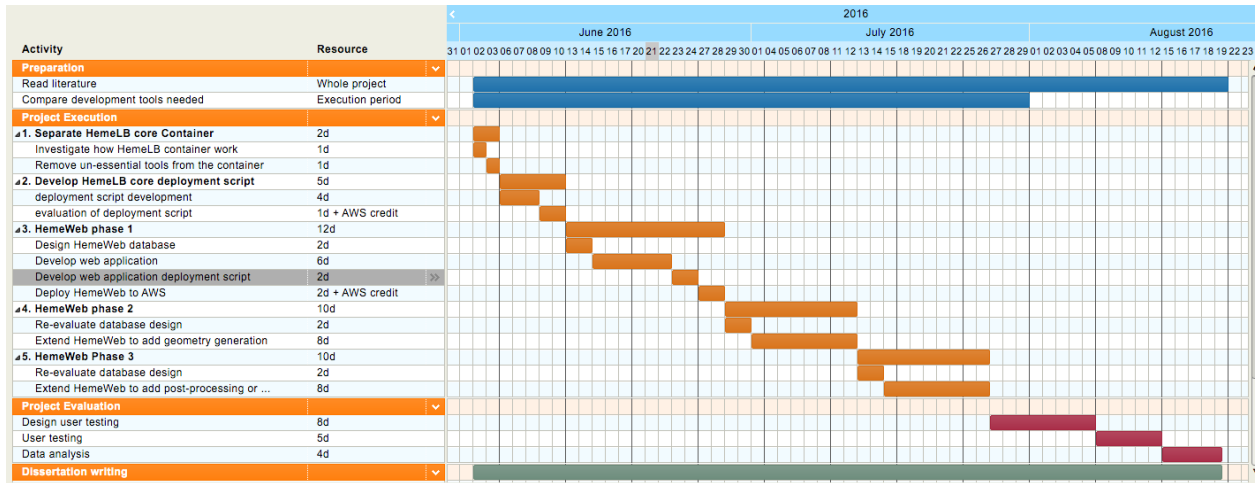 2016
June 2016 July 2016 August 2016
Activity Resource 31 01 02 03 06 07 08 09 10 13 14 15 16 17 20 21 22 23 24 27 28 29 30 01 04 05 06 07 08 11 12 13 14 15 18 19 20 21 22 25 26 27 28 29 01 02 03 04 05 08 09 10 11 12 15 16 17 18 19 22 23
Preparation
Read literature Whole project
Compare development tools needed Execution period
Project Execution
1. Separate HemeLB core Container 2d
Investigate how HemeLB container work 1d
Remove un-essential tools from the container 1d
2. Develop HemeLB core deployment script 5d
deployment script development 4d
evaluation of deployment script 1d + AWS credit
3. HemeWeb phase 1 12d
Design HemeWeb database 2d
Develop web application 6d
Develop web application deployment script 2d
Deploy HemeWeb to AWS 2d + AWS credit
4. HemeWeb phase 2 10d
Re-evaluate database design 2d
Extend HemeWeb to add geometry generation 8d
5. HemeWeb Phase 3 10d
Re-evaluate database design 2d
Extend HemeWeb to add post-processing or ... 8d
Project Evaluation
Design user testing 8d
User testing 5d
Data analysis 4d
Dissertation writing